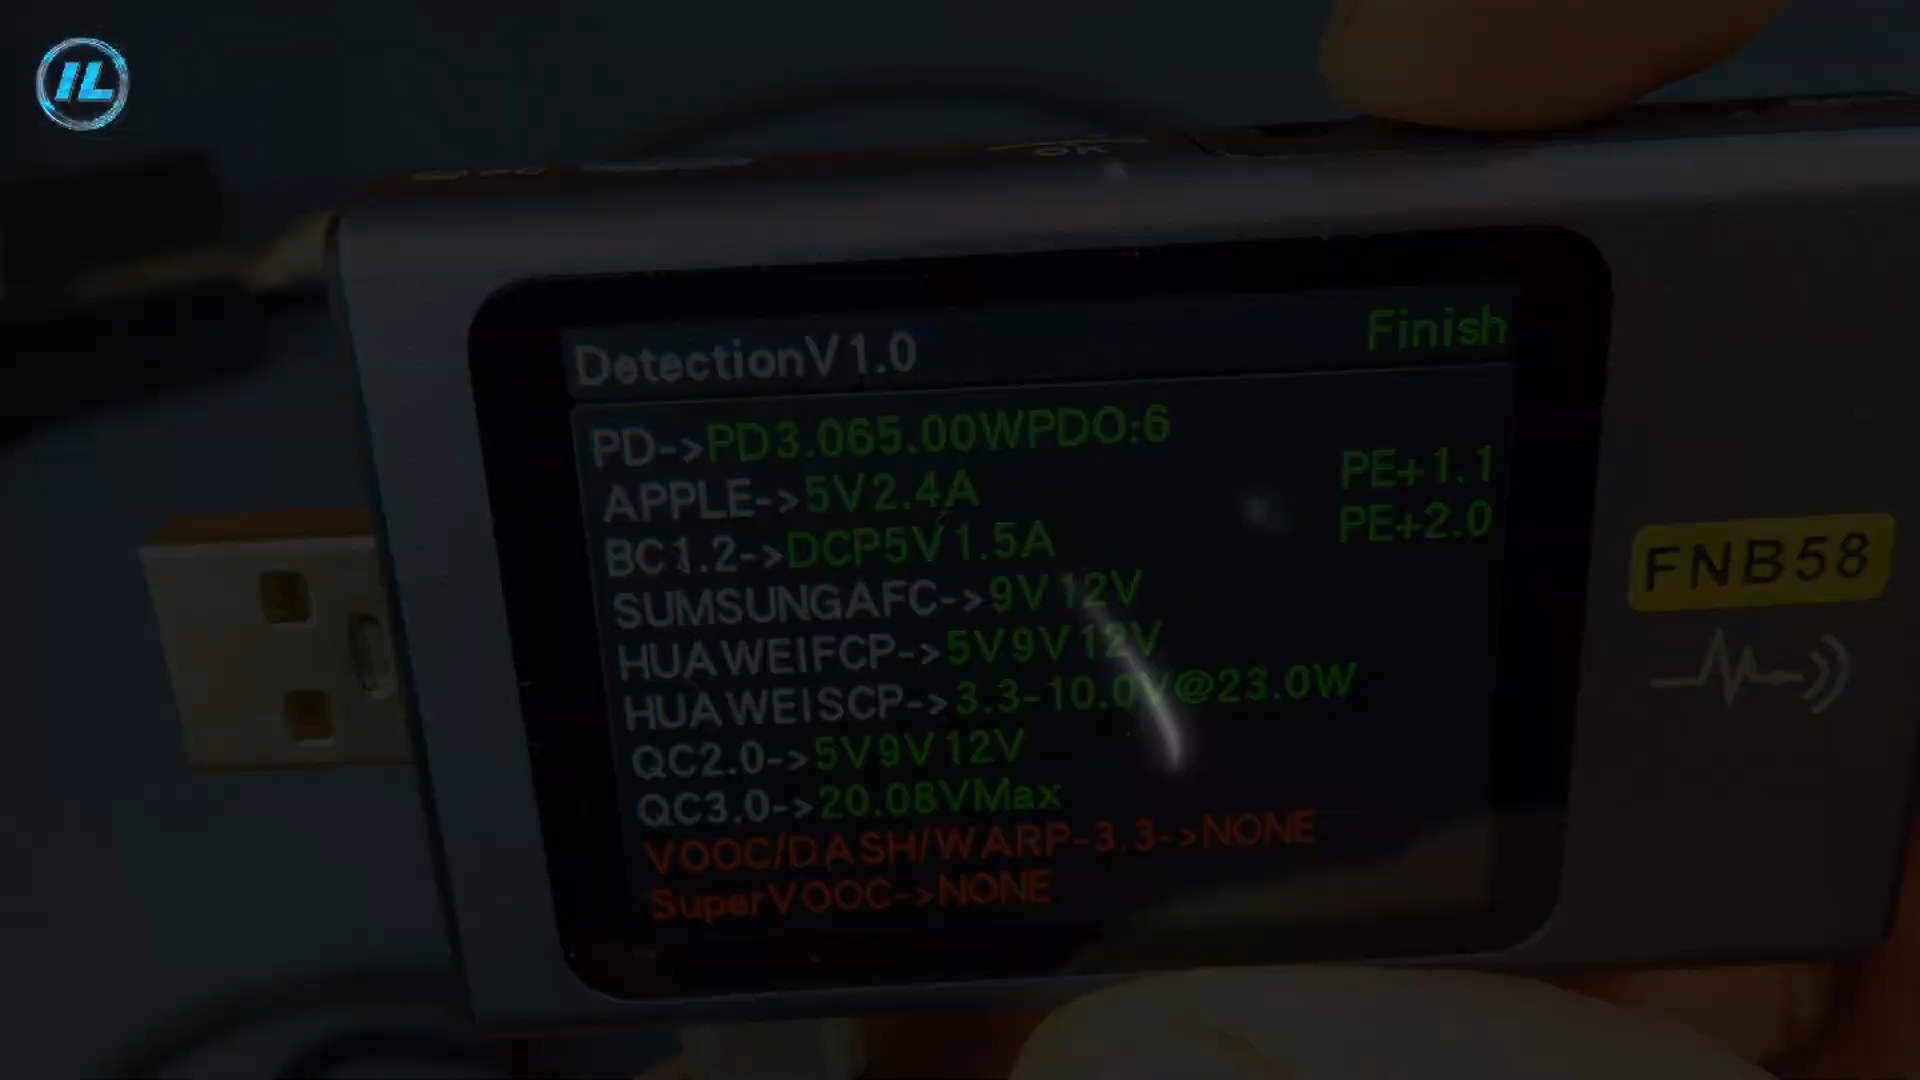 IL
OK
DetectionV1.0
Finish
PD->PD3.065.00WPDO:6
APPLE->5V2.4A
PE+1.1
BC1.2->DCP5V1.5A
PE+2.0
SUMSUNGAFC->9V12V
HUAWEIFCP->5V9V12V
HUAWEISCP->3.3-10.0V@23.0W
QC2.0->5V9V12V
QC3.0->20.08VMax
VOOC/DASH/WARP-3.3->NONE
SuperVOOC->NONE
FNB58